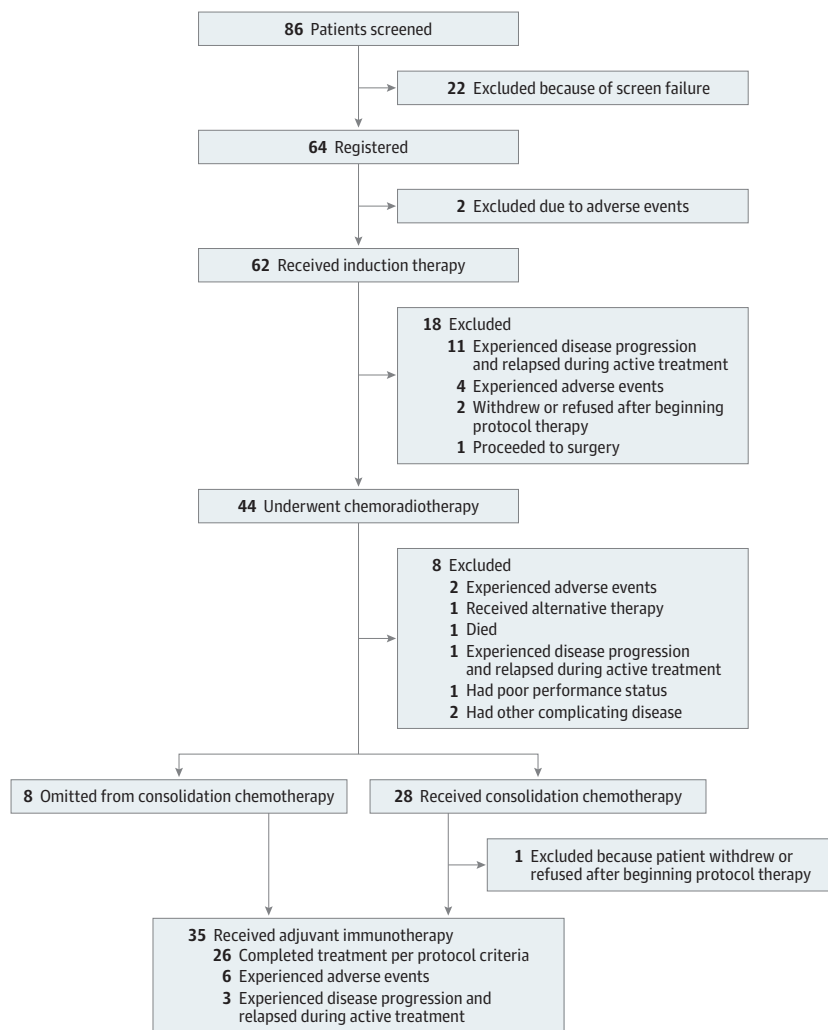 86 Patients screened
22 Excluded because of screen failure
64 Registered
2 Excluded due to adverse events
62 Received induction therapy
18 Excluded
11 Experienced disease progression
and relapsed during active treatment
4 Experienced adverse events
2 Withdrew or refused after beginning
protocol therapy
1 Proceeded to surgery
44 Underwent chemoradiotherapy
8 Excluded
2 Experienced adverse events
1 Received alternative therapy
1 Died
1 Experienced disease progression
and relapsed during active treatment
1 Had poor performance status
2 Had other complicating disease
8 Omitted from consolidation chemotherapy
28 Received consolidation chemotherapy
1 Excluded because patient withdrew or
refused after beginning protocol therapy
35 Received adjuvant immunotherapy
26 Completed treatment per protocol criteria
6 Experienced adverse events
3 Experienced disease progression and
relapsed during active treatment